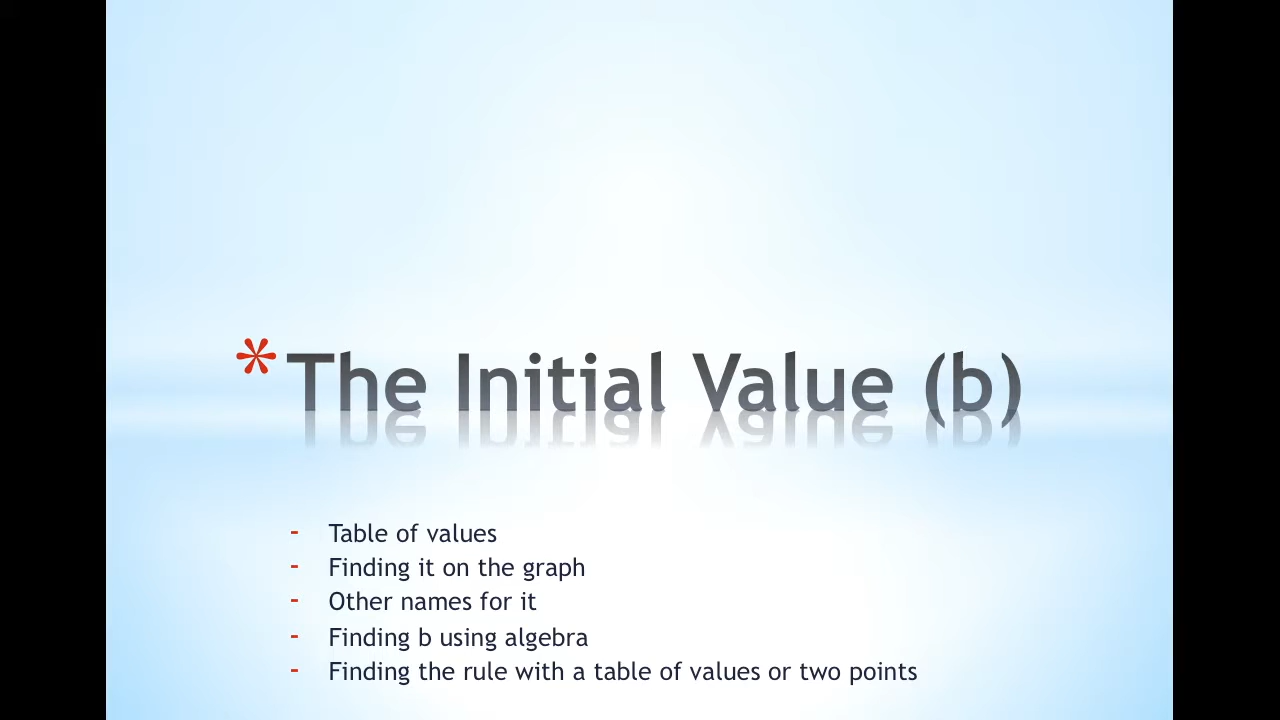 * The Initial Value (b)
- Table of values
- Finding it on the graph
- Other names for it
- Finding b using algebra
- Finding the rule with a table of values or two points